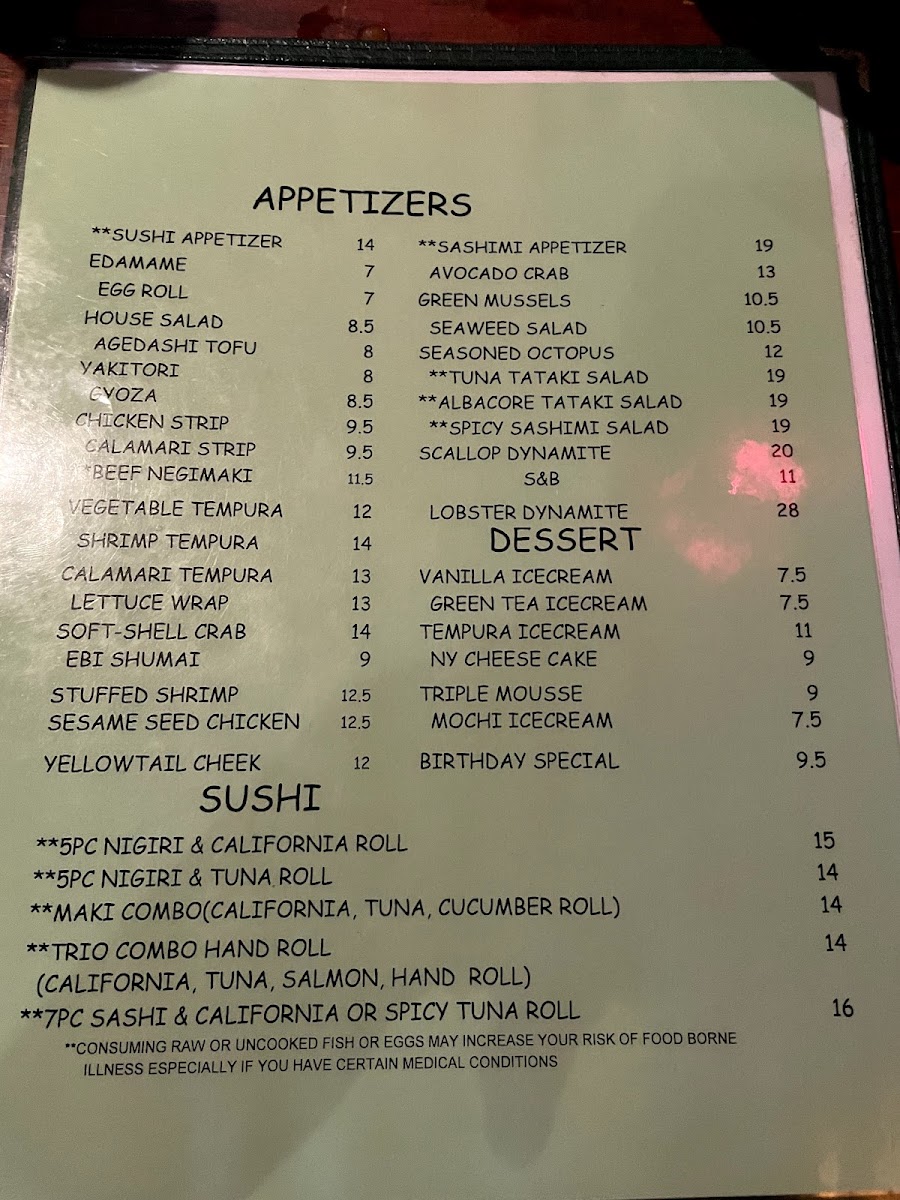 APPETIZERS
**SUSHI APPETIZER 14
EDAMAME 7
EGG ROLL 7
HOUSE SALAD 8.5
AGEDASHI TOFU 8
YAKITORI 8
GYOZA 8.5
CHICKEN STRIP 9.5
CALAMARI STRIP 9.5
*BEEF NEGIMAKI 11.5
VEGETABLE TEMPURA 12
SHRIMP TEMPURA 14
CALAMARI TEMPURA 13
LETTUCE WRAP 13
SOFT-SHELL CRAB 14
EBI SHUMAI 9
STUFFED SHRIMP 12.5
SESAME SEED CHICKEN 12.5
YELLOWTAIL CHEEK 12
**SASHIMI APPETIZER 19
AVOCADO CRAB 13
GREEN MUSSELS 10.5
SEAWEED SALAD 10.5
SEASONED OCTOPUS 12
**TUNA TATAKI SALAD 19
**ALBACORE TATAKI SALAD 19
**SPICY SASHIMI SALAD 19
SCALLOP DYNAMITE 20
S&B 11
LOBSTER DYNAMITE 28
DESSERT
VANILLA ICECREAM 7.5
GREEN TEA ICECREAM 7.5
TEMPURA ICECREAM 11
NY CHEESE CAKE 9
TRIPLE MOUSSE 9
MOCHI ICECREAM 7.5
BIRTHDAY SPECIAL 9.5
SUSHI
**5PC NIGIRI & CALIFORNIA ROLL 15
**5PC NIGIRI & TUNA ROLL 14
**MAKI COMBO(CALIFORNIA, TUNA, CUCUMBER ROLL) 14
**TRIO COMBO HAND ROLL 14
(CALIFORNIA, TUNA, SALMON, HAND ROLL)
**7PC SASHI & CALIFORNIA OR SPICY TUNA ROLL 16
**CONSUMING RAW OR UNCOOKED FISH OR EGGS MAY INCREASE YOUR RISK OF FOOD BORNE
ILLNESS ESPECIALLY IF YOU HAVE CERTAIN MEDICAL CONDITIONS